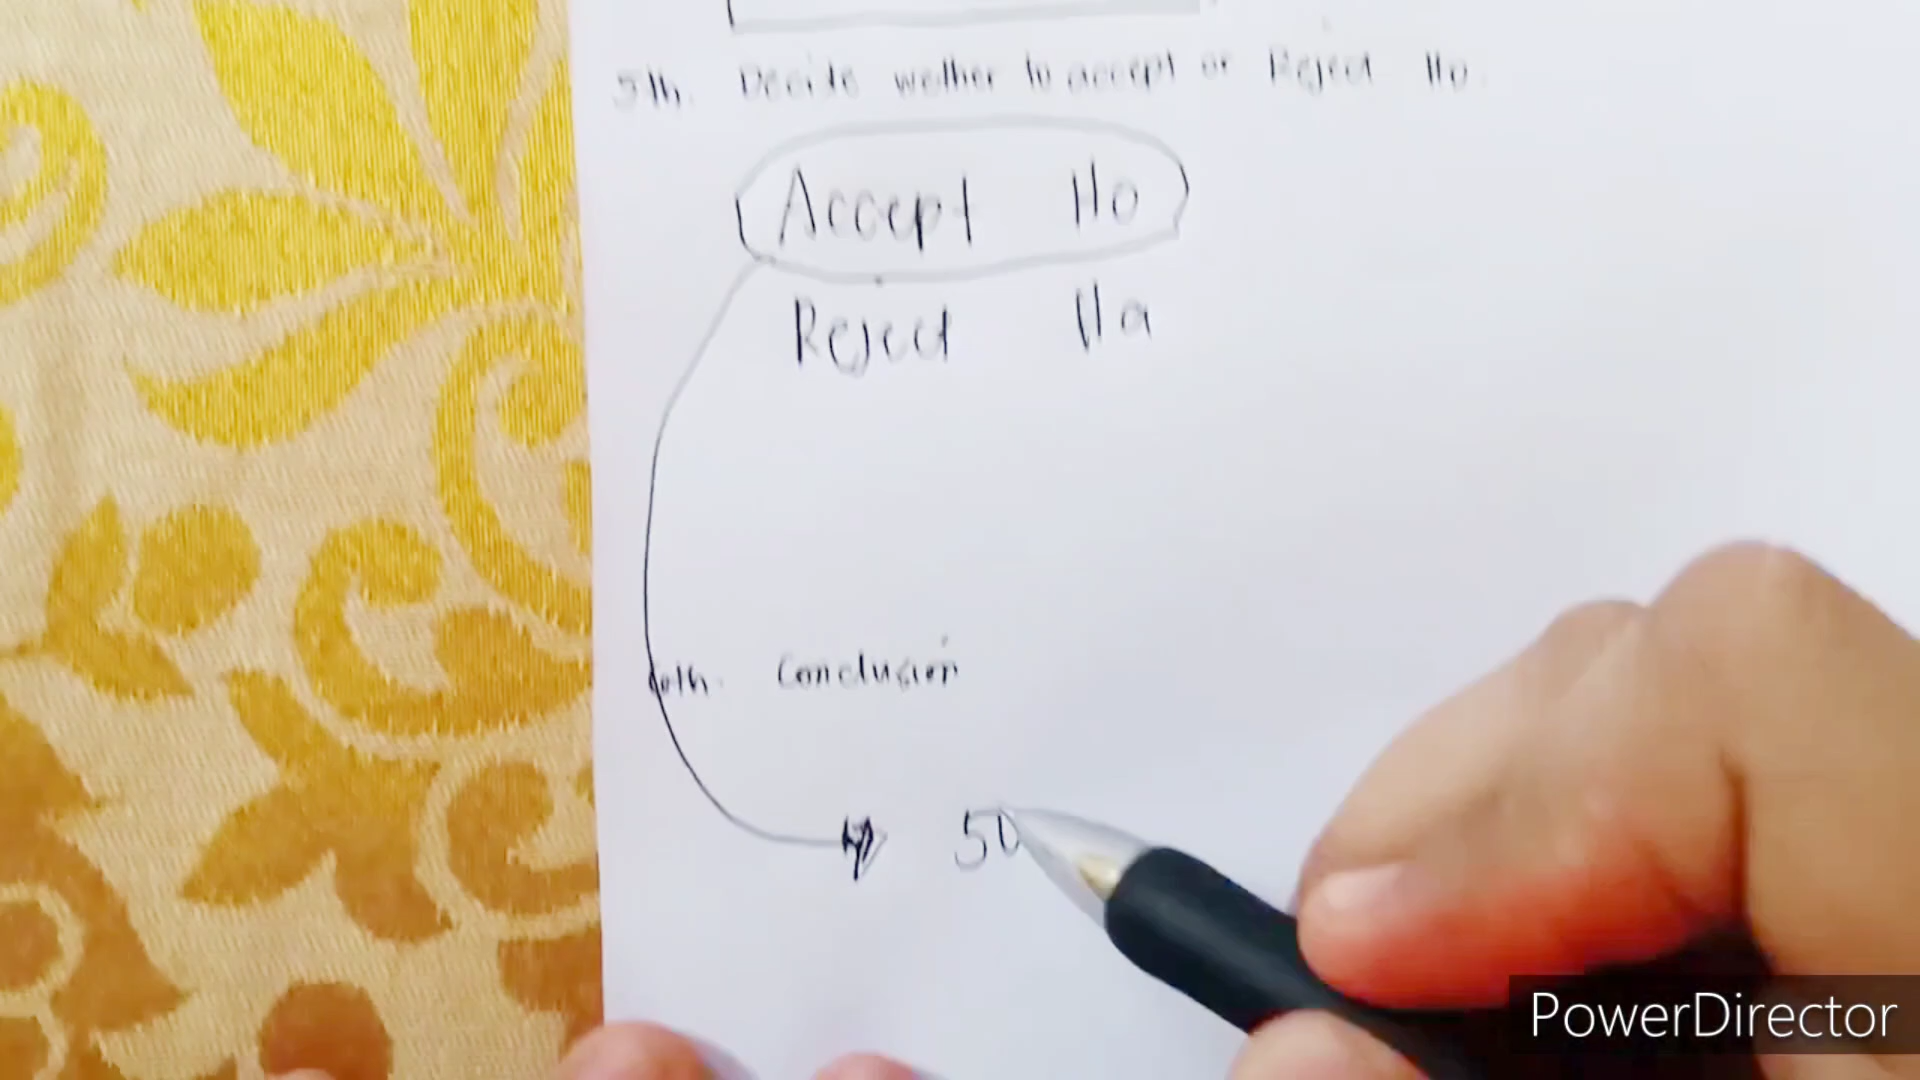 5th. Decide wether to accept or Reject Ho.
Accept Ho
Reject Ha
6th. Conclusion
50
PowerDirector